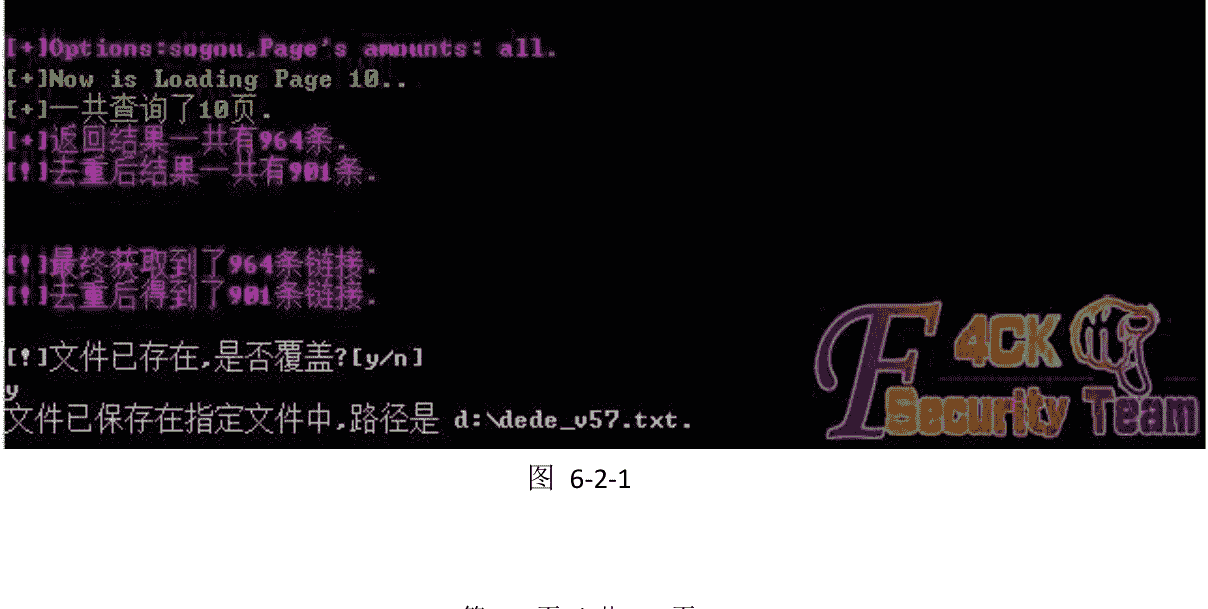 [+]Options:sogou,Page's amounts: all.
[+]Now is Loading Page 10..
[+]一共查询了10页.
[+]返回结果一共有964条.
[!]去重后结果一共有901条.
[!]最终获取到了964条链接.
[!]去重后得到了901条链接.
[!]文件已存在,是否覆盖?[y/n]
y
文件已保存在指定文件中,路径是 d:\dede_v57.txt.
F4CK
Security Team
图 6-2-1